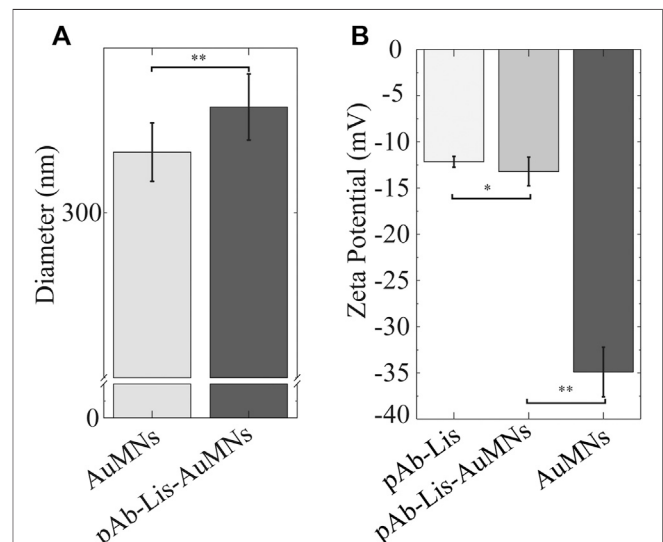 A
**
Diameter (nm)
300
0
AuMNs
pAb-Lis-AuMNs
B
Zeta Potential (mV)
0
-5
-10
-15
-20
-25
-30
-35
-40
*
**
pAb-Lis
pAb-Lis-AuMNs
AuMNs